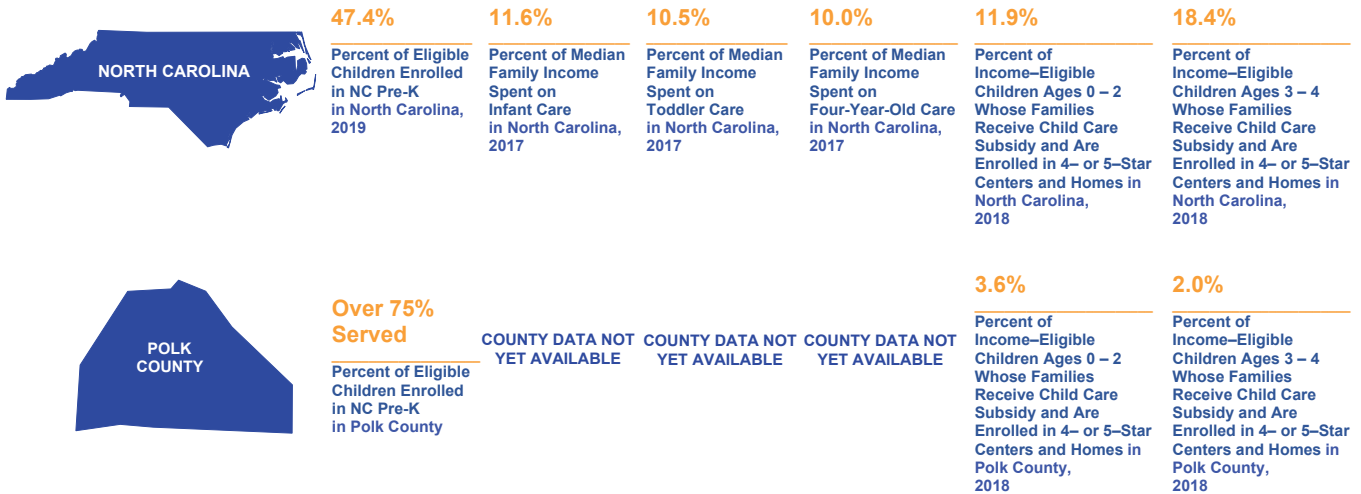 NORTH CAROLINA
47.4%
Percent of Eligible
Children Enrolled
in NC Pre-K
in North Carolina,
2019
11.6%
Percent of Median
Family Income
Spent on
Infant Care
in North Carolina,
2017
10.5%
Percent of Median
Family Income
Spent on
Toddler Care
in North Carolina,
2017
10.0%
Percent of Median
Family Income
Spent on
Four-Year-Old Care
in North Carolina,
2017
11.9%
Percent of
Income–Eligible
Children Ages 0 – 2
Whose Families
Receive Child Care
Subsidy and Are
Enrolled in 4– or 5–Star
Centers and Homes in
North Carolina,
2018
18.4%
Percent of
Income–Eligible
Children Ages 3 – 4
Whose Families
Receive Child Care
Subsidy and Are
Enrolled in 4– or 5–Star
Centers and Homes in
North Carolina,
2018
POLK
COUNTY
Over 75%
Served
Percent of Eligible
Children Enrolled
in NC Pre-K
in Polk County
COUNTY DATA NOT
YET AVAILABLE
COUNTY DATA NOT
YET AVAILABLE
COUNTY DATA NOT
YET AVAILABLE
3.6%
Percent of
Income–Eligible
Children Ages 0 – 2
Whose Families
Receive Child Care
Subsidy and Are
Enrolled in 4– or 5–Star
Centers and Homes in
Polk County,
2018
2.0%
Percent of
Income–Eligible
Children Ages 3 – 4
Whose Families
Receive Child Care
Subsidy and Are
Enrolled in 4– or 5–Star
Centers and Homes in
Polk County,
2018